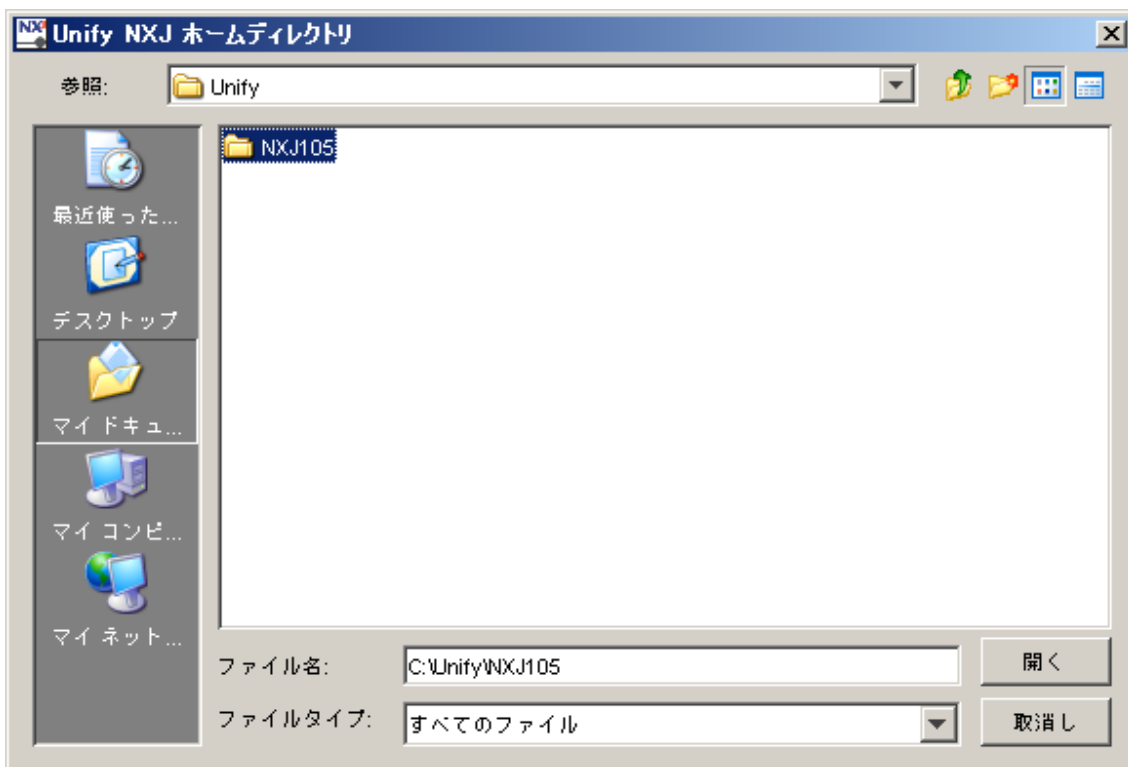 NXJ
Unify NXJ ホームディレクトリ
参照:
Unify
NXJ105
最近使った...
デスクトップ
マイ ドキュ...
マイ コンピ...
マイ ネット...
ファイル名:
C:\Unify\NXJ105
開く
ファイルタイプ:
すべてのファイル
取消し